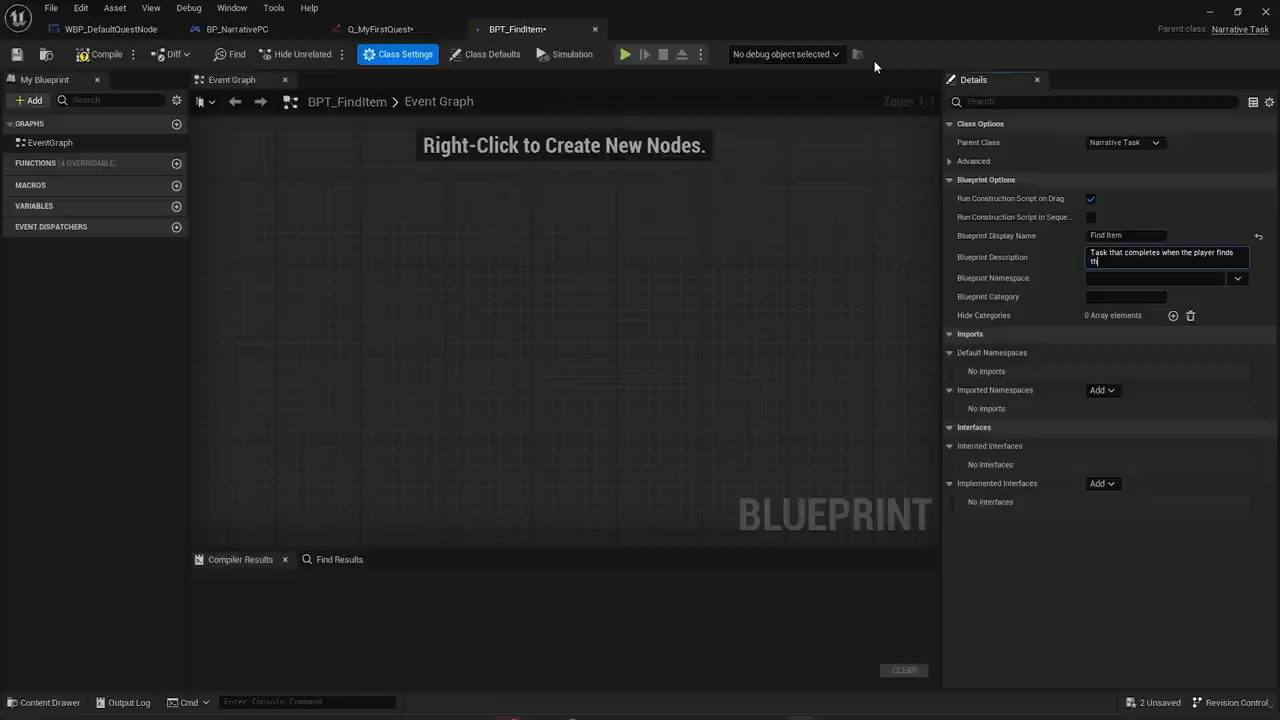 File Edit Asset View Debug Window Tools Help
WBP_DefaultQuestNode
BP_NarrativePC
Q_MyFirstQuest*
BPT_FindItem*
Parent class: Narrative Task
Compile
Diff
Find
Hide Unrelated
Class Settings
Class Defaults
Simulation
No debug object selected
My Blueprint
Event Graph
Details
Add
Search
BPT_FindItem > Event Graph
Zoom 1:1
Search
GRAPHS
EventGraph
FUNCTIONS (4 OVERRIDABLE)
MACROS
VARIABLES
EVENT DISPATCHERS
Right-Click to Create New Nodes.
BLUEPRINT
Class Options
Parent Class
Narrative Task
Advanced
Blueprint Options
Run Construction Script on Drag
Run Construction Script in Seque...
Blueprint Display Name
Find Item
Blueprint Description
Task that completes when the player finds
th
Blueprint Namespace
Blueprint Category
Hide Categories
0 Array elements
Imports
Default Namespaces
No Imports
Imported Namespaces
Add
No Imports
Interfaces
Inherited Interfaces
No Interfaces
Implemented Interfaces
Add
No Interfaces
Compiler Results
Find Results
CLEAR
Content Drawer
Output Log
Cmd
Enter Console Command
2 Unsaved
Revision Control